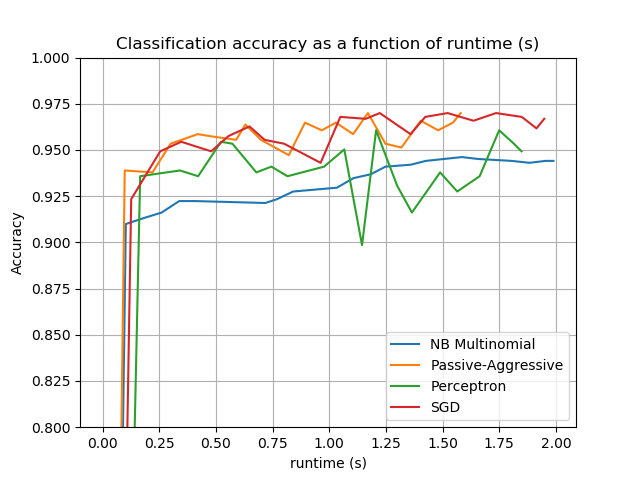 Classification accuracy as a function of runtime (s)
1.000
0.975
0.950
0.925
0.900
0.875
0.850
0.825
0.800
Accuracy
NB Multinomial
Passive-Aggressive
Perceptron
SGD
0.00 0.25 0.50 0.75 1.00 1.25 1.50 1.75 2.00
runtime (s)